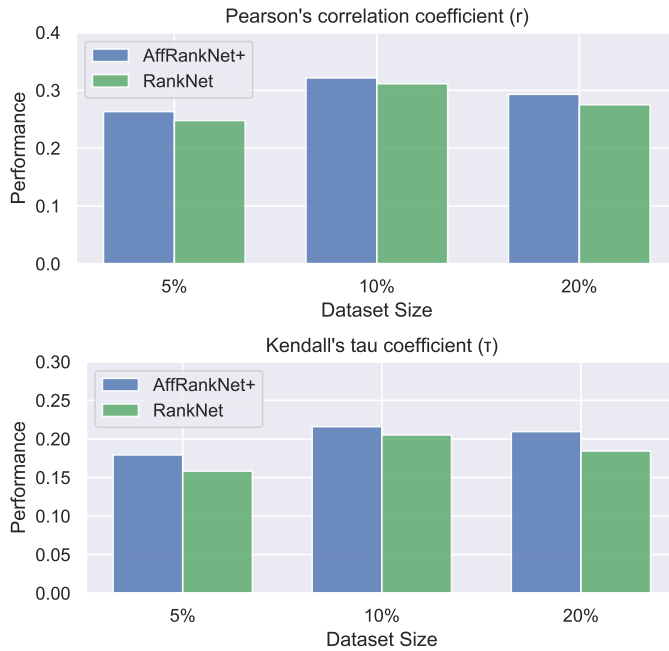 Pearson's correlation coefficient (r)
0.4
0.3
0.2
0.1
0.0
Performance
AffRankNet+
RankNet
5%
10%
20%
Dataset Size
Kendall's tau coefficient (τ)
0.30
0.25
0.20
0.15
0.10
0.05
0.00
Performance
AffRankNet+
RankNet
5%
10%
20%
Dataset Size